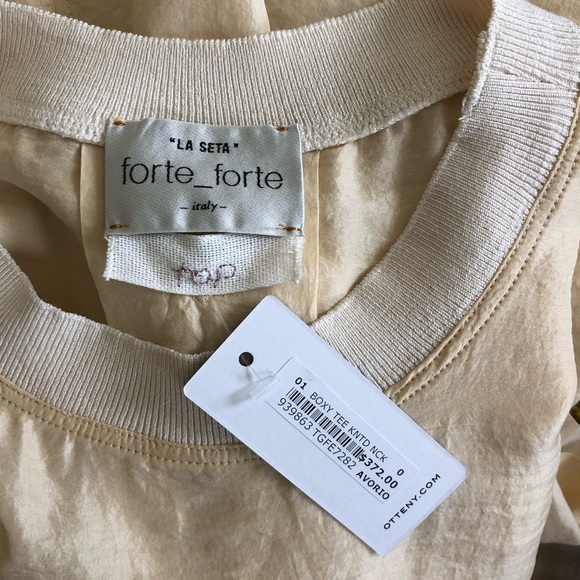 "LA SETA"
forte_forte
– italy –
01 BOXY TEE KNTD NCK 0
$372.00
939863 TGFE7282 AVORIO
OTTENY.COM